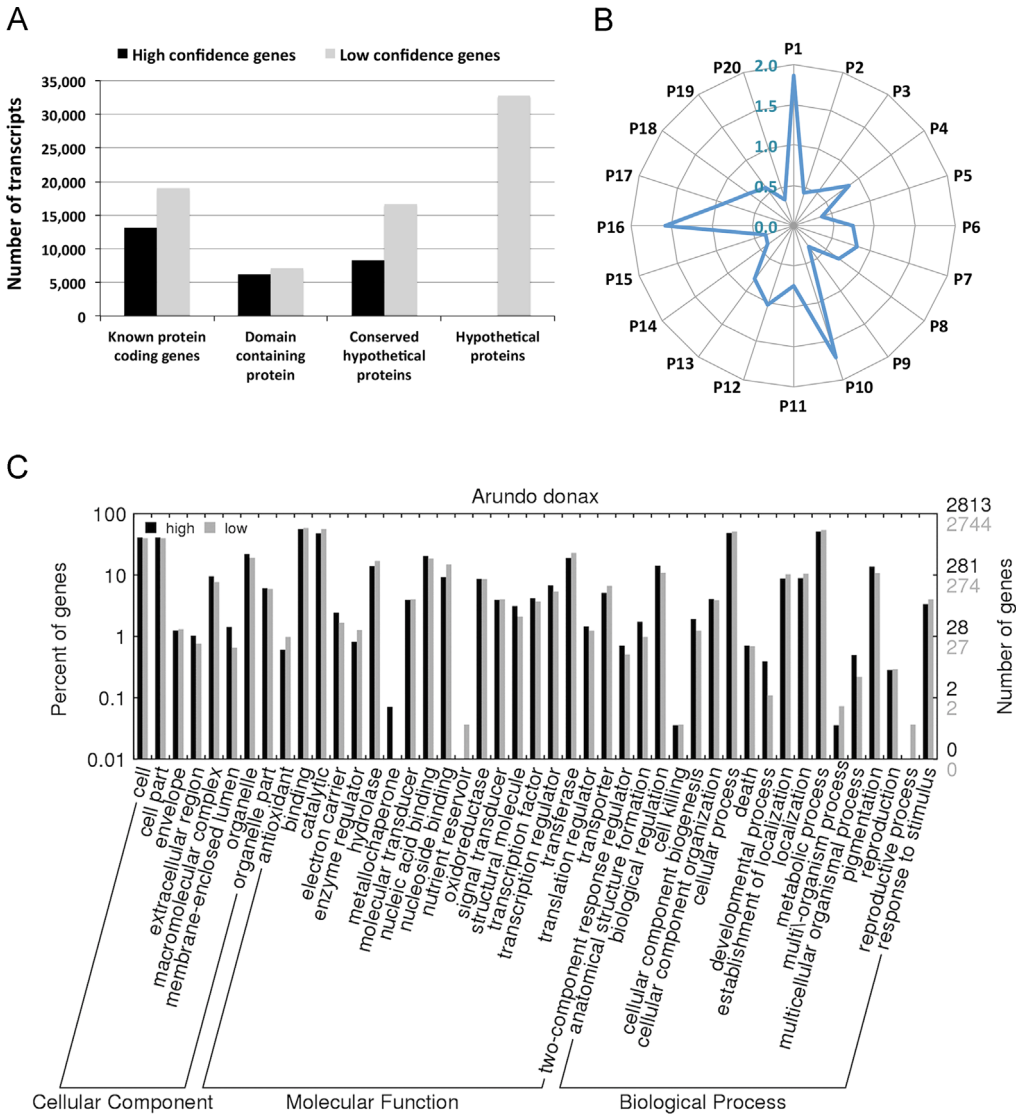 A
High confidence genes
Low confidence genes
Number of transcripts
35,000
30,000
25,000
20,000
15,000
10,000
5,000
0
Known protein
coding genes
Domain
containing
protein
Conserved
hypothetical
proteins
Hypothetical
proteins
B
P1
P2
P3
P4
P5
P6
P7
P8
P9
P10
P11
P12
P13
P14
P15
P16
P17
P18
P19
P20
2.0
1.5
1.0
0.5
0.0
C
Arundo donax
high
low
Percent of genes
100
10
1
0.1
0.01
2813
2744
281
274
28
27
2
2
0
0
Number of genes
cell
cell part
envelope
extracellular region
macromolecular complex
membrane-enclosed lumen
organelle
organelle part
antioxidant
binding
catalytic
electron carrier
enzyme regulator
hydrolase
metallochaperone
molecular transducer
nucleic acid binding
nucleoside binding
nutrient reservoir
oxidoreductase
signal transducer
structural molecule
transcription factor
transcription regulator
transferase
translation regulator
transporter
two-component response regulator
anatomical structure formation
biological regulation
cell killing
cellular component biogenesis
cellular component organization
cellular process
death
developmental process
establishment of localization
localization
metabolic process
multi\-organism process
multicellular organismal process
pigmentation
reproduction
reproductive process
response to stimulus
Cellular Component
Molecular Function
Biological Process